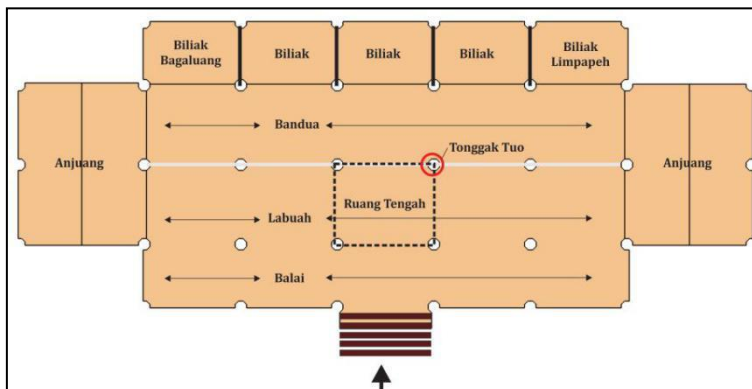 Biliak
Bagaluang
Biliak
Biliak
Biliak
Biliak
Limpapeh
Bandua
Tonggak Tuo
Anjuang
Anjuang
Ruang Tengah
Labuah
Balai